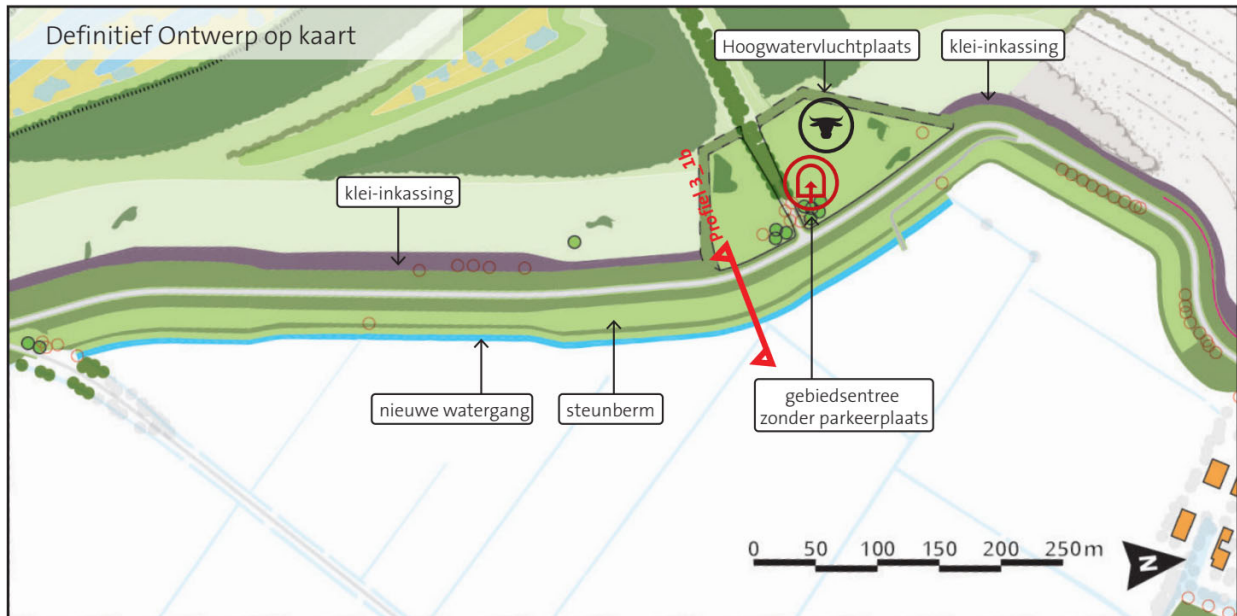 Definitief Ontwerp op kaart
Hoogwatervluchtplaats
klei-inkassing
klei-inkassing
Profiel 3_1b
nieuwe watergang
steunberm
gebiedsentree
zonder parkeerplaats
0 50 100 150 200 250m
N